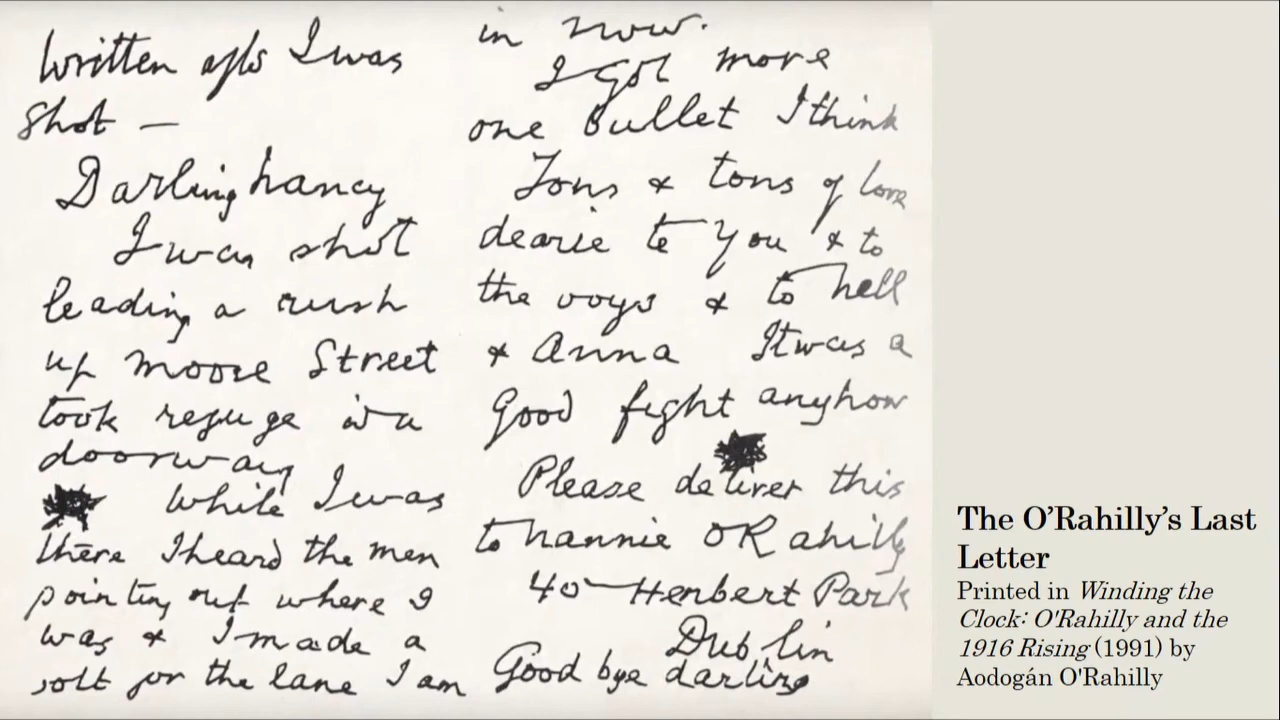 Written after I was
shot —
Darling Nancy
I was shot
leading a rush
up Moore Street
took refuge in a
doorway
While I was
there I heard the men
pointing out where I
was & I made a
bolt for the lane I am
in now.
I got more
one bullet I think
Tons & tons of love
dearie to you & to
the boys & to Nell
& Anna It was a
Good fight anyhow
Please deliver this
to Nannie O'Rahilly
40 Herbert Park
Dublin
Good bye darling
The O’Rahilly’s Last
Letter
Printed in Winding the
Clock: O'Rahilly and the
1916 Rising (1991) by
Aodogán O'Rahilly